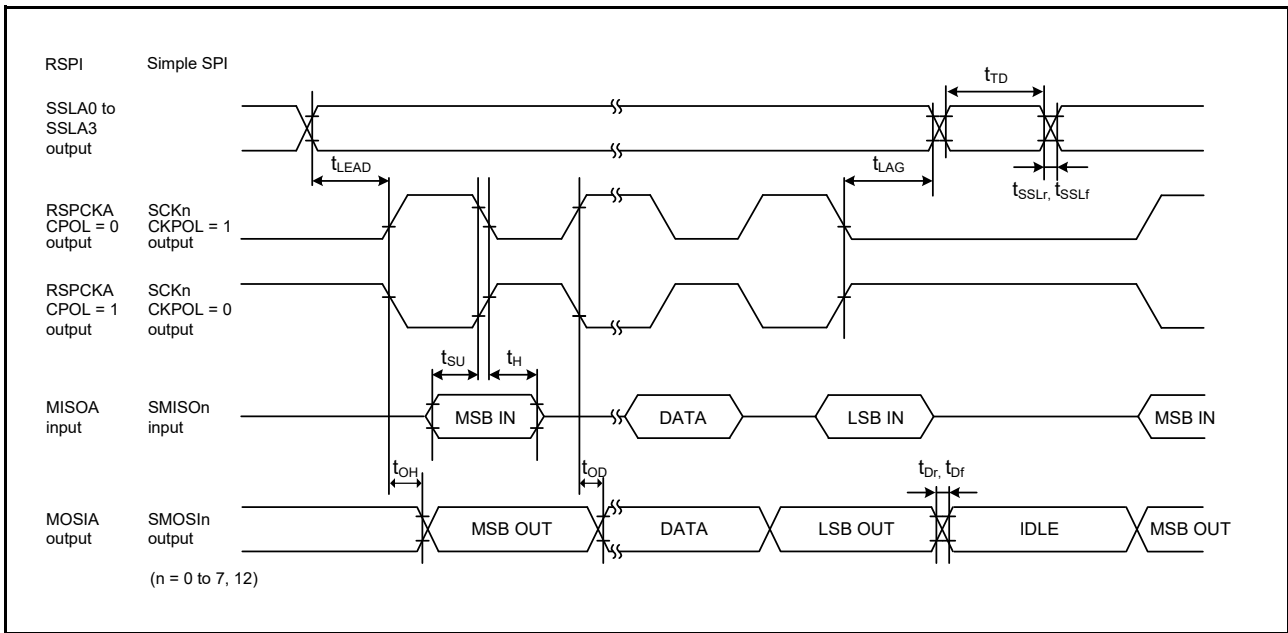 RSPI Simple SPI
SSLA0 to
SSLA3
output
tTD
tLEAD
tLAG
tSSLr, tSSLf
RSPCKA SCKn
CPOL = 0 CKPOL = 1
output output
RSPCKA SCKn
CPOL = 1 CKPOL = 0
output output
tSU tH
MISOA SMISOn
input input
MSB IN DATA LSB IN MSB IN
tOH tOD tDr, tDf
MOSIA SMOSIn
output output
MSB OUT DATA LSB OUT IDLE MSB OUT
(n = 0 to 7, 12)